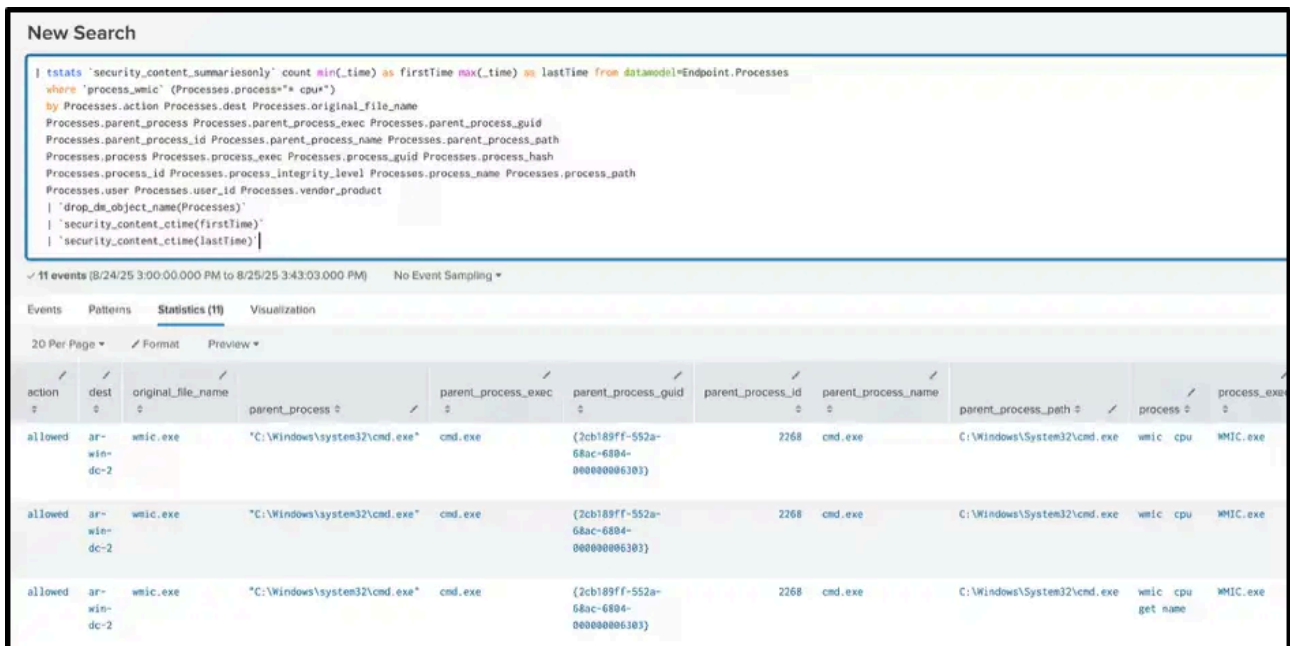 New Search
| tstats `security_content_summariesonly` count min(_time) as firstTime max(_time) as lastTime from datamodel=Endpoint.Processes
where `process_wmic` (Processes.process="* cpu*")
by Processes.action Processes.dest Processes.original_file_name
Processes.parent_process Processes.parent_process_exec Processes.parent_process_guid
Processes.parent_process_id Processes.parent_process_name Processes.parent_process_path
Processes.process Processes.process_exec Processes.process_guid Processes.process_hash
Processes.process_id Processes.process_integrity_level Processes.process_name Processes.process_path
Processes.user Processes.user_id Processes.vendor_product
| `drop_dm_object_name(Processes)`
| `security_content_ctime(firstTime)`
| `security_content_ctime(lastTime)`
✓ 11 events (8/24/25 3:00:00.000 PM to 8/25/25 3:43:03.000 PM) No Event Sampling
Events Patterns Statistics (11) Visualization
20 Per Page Format Preview
action dest original_file_name parent_process parent_process_exec parent_process_guid parent_process_id parent_process_name parent_process_path process process_exe
allowed ar- wmic.exe "C:\Windows\system32\cmd.exe" cmd.exe {2cb189ff-552a- 2268 cmd.exe C:\Windows\System32\cmd.exe wmic cpu WMIC.exe
win- 68ac-6804-
dc-2 000000006303}
allowed ar- wmic.exe "C:\Windows\system32\cmd.exe" cmd.exe {2cb189ff-552a- 2268 cmd.exe C:\Windows\System32\cmd.exe wmic cpu WMIC.exe
win- 68ac-6804-
dc-2 000000006303}
allowed ar- wmic.exe "C:\Windows\system32\cmd.exe" cmd.exe {2cb189ff-552a- 2268 cmd.exe C:\Windows\System32\cmd.exe wmic cpu WMIC.exe
win- 68ac-6804- get name
dc-2 000000006303}